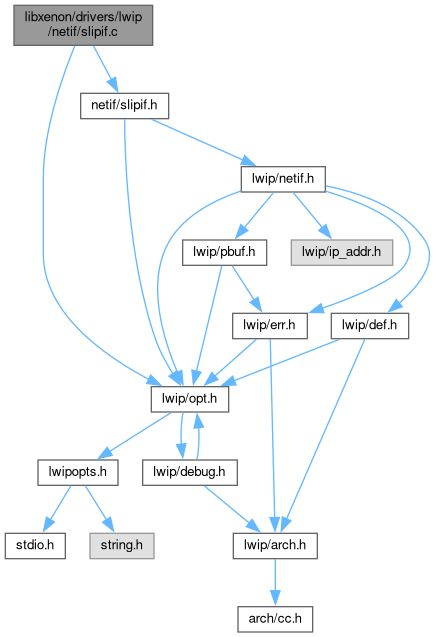 libxenon/drivers/lwip
/netif/slipif.c
netif/slipif.h
lwip/netif.h
lwip/pbuf.h
lwip/ip_addr.h
lwip/err.h
lwip/def.h
lwip/opt.h
lwipopts.h
lwip/debug.h
stdio.h
string.h
lwip/arch.h
arch/cc.h